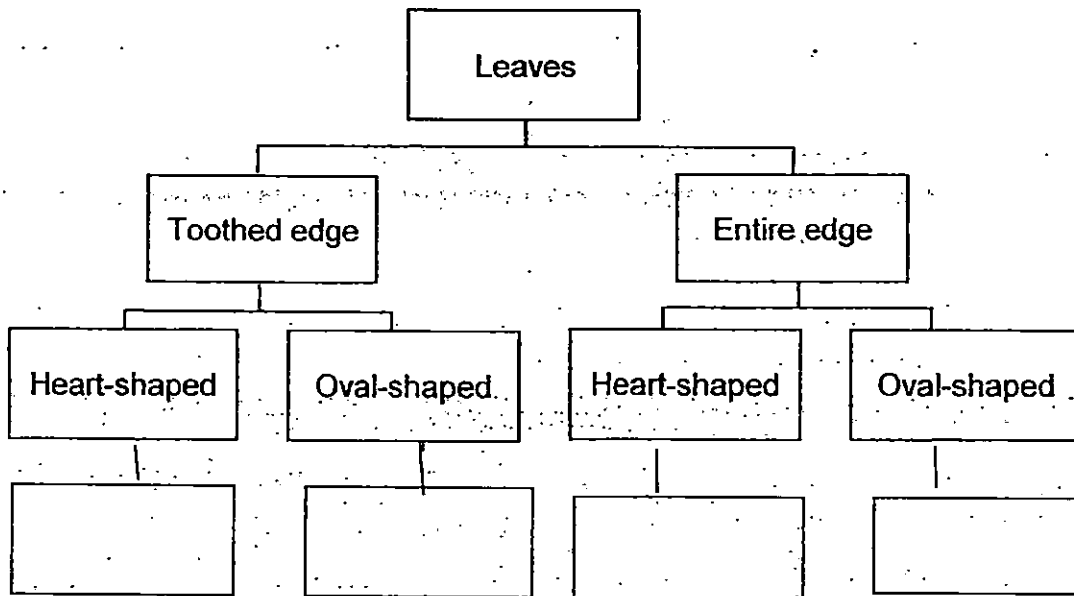 Leaves
Toothed edge
Entire edge
Heart-shaped
Oval-shaped
Heart-shaped
Oval-shaped